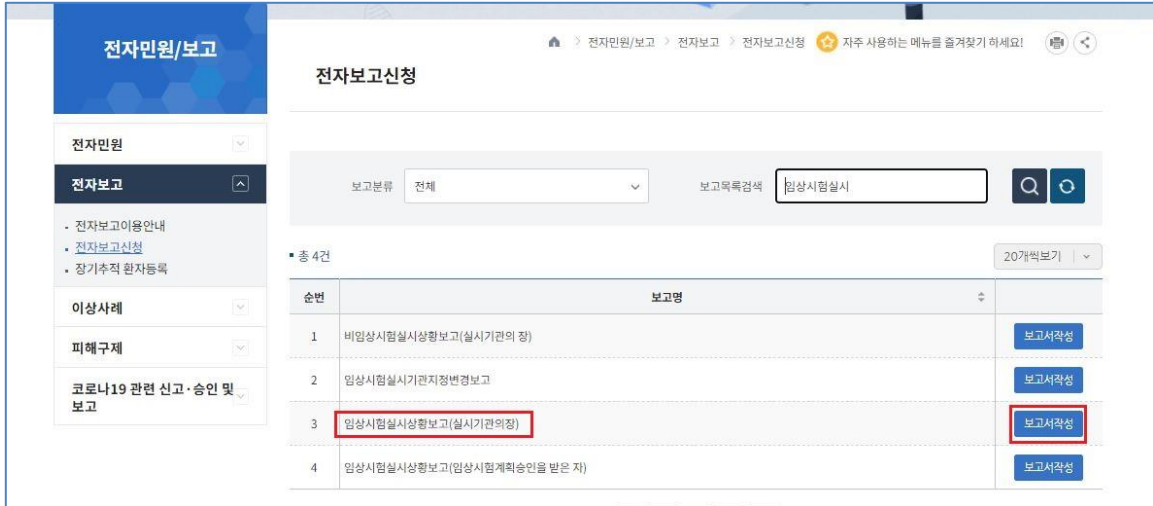 전자민원/보고
전자민원
전자보고
전자보고이용안내
전자보고신청
장기추적 환자등록
이상사례
피해구제
코로나19 관련 신고·승인 및
보고
> 전자민원/보고 > 전자보고 > 전자보고신청 자주 사용하는 메뉴를 즐겨찾기 하세요!
전자보고신청
보고분류 전체 보고목록검색 임상시험실시
총 4건 20개씩보기
순번 보고명
1 비임상시험실시상황보고(실시기관의 장) 보고서작성
2 임상시험실시기관지정변경보고 보고서작성
3 임상시험실시상황보고(실시기관의장) 보고서작성
4 임상시험실시상황보고(임상시험계획승인을 받은 자) 보고서작성